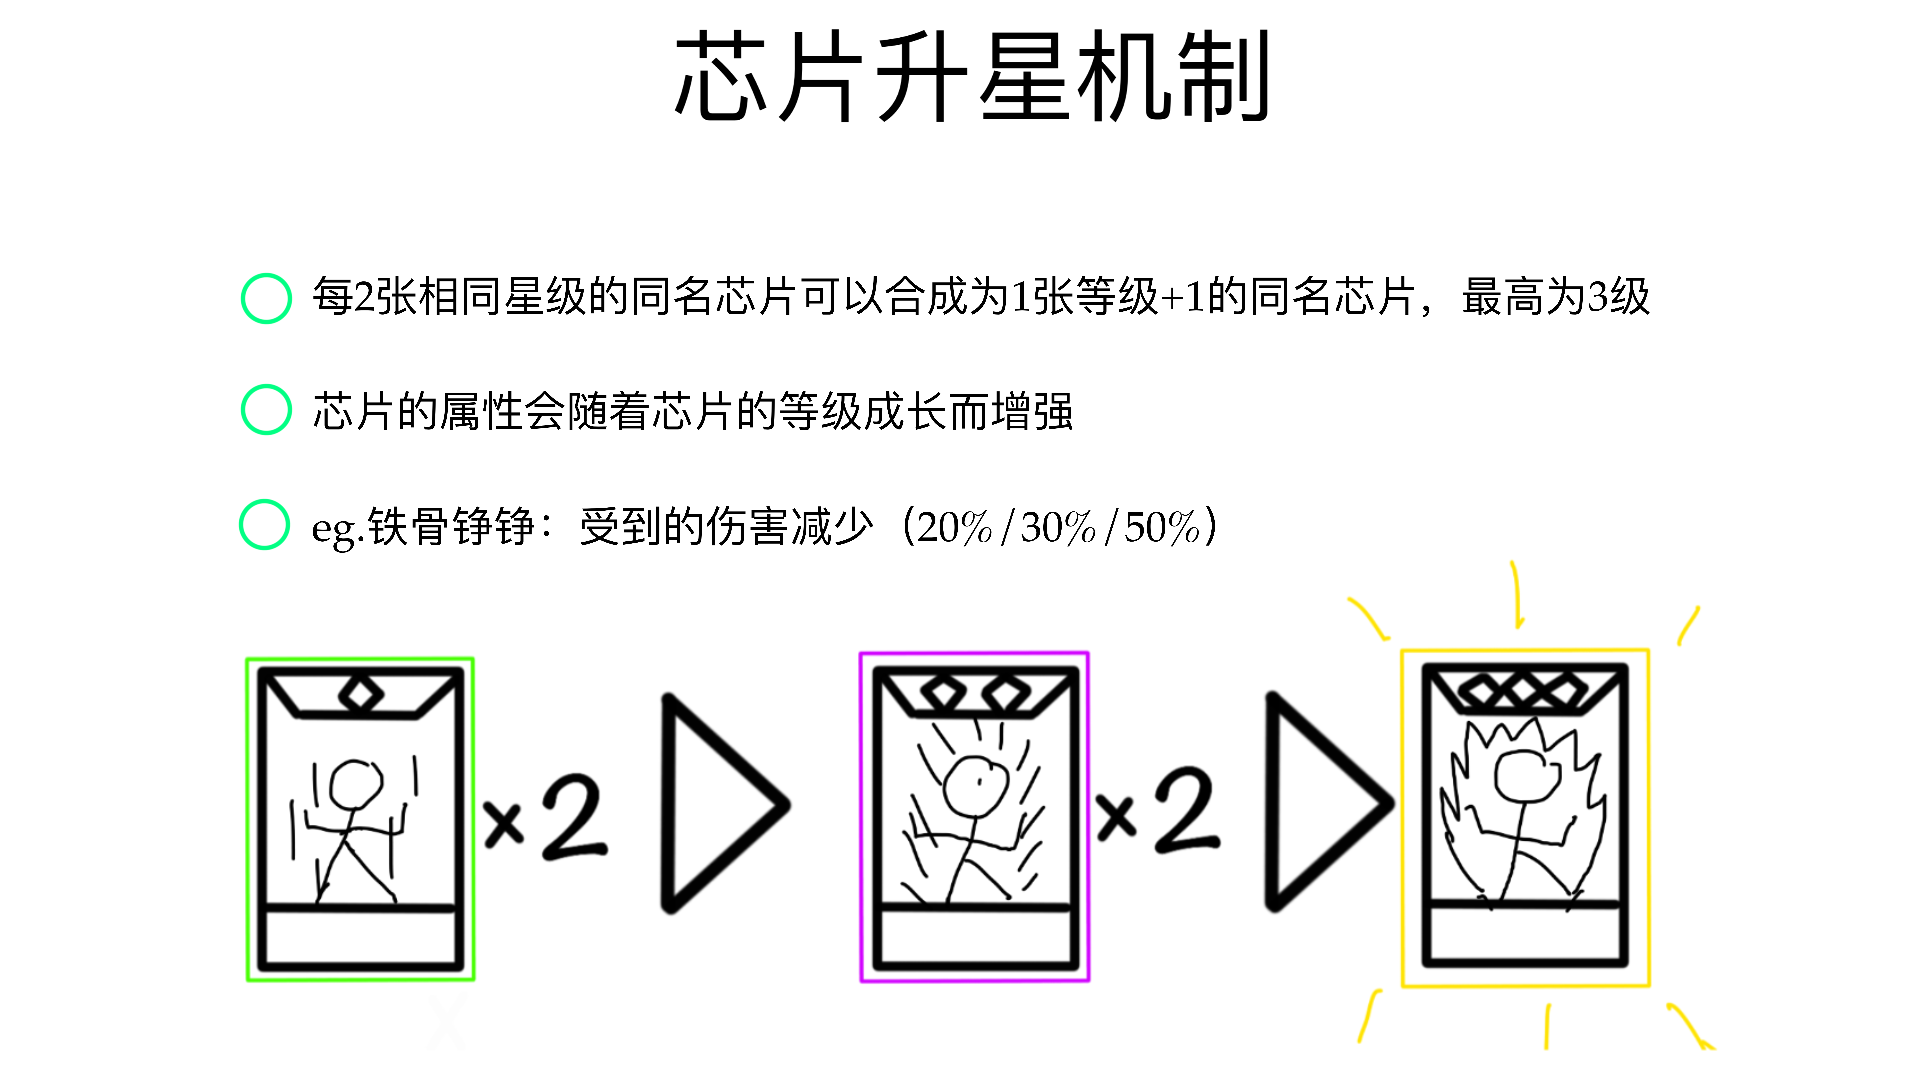 芯片升星机制
每2张相同星级的同名芯片可以合成为1张等级+1的同名芯片，最高为3级
芯片的属性会随着芯片的等级成长而增强
eg.铁骨铮铮：受到的伤害减少（20%/30%/50%）
×2
×2